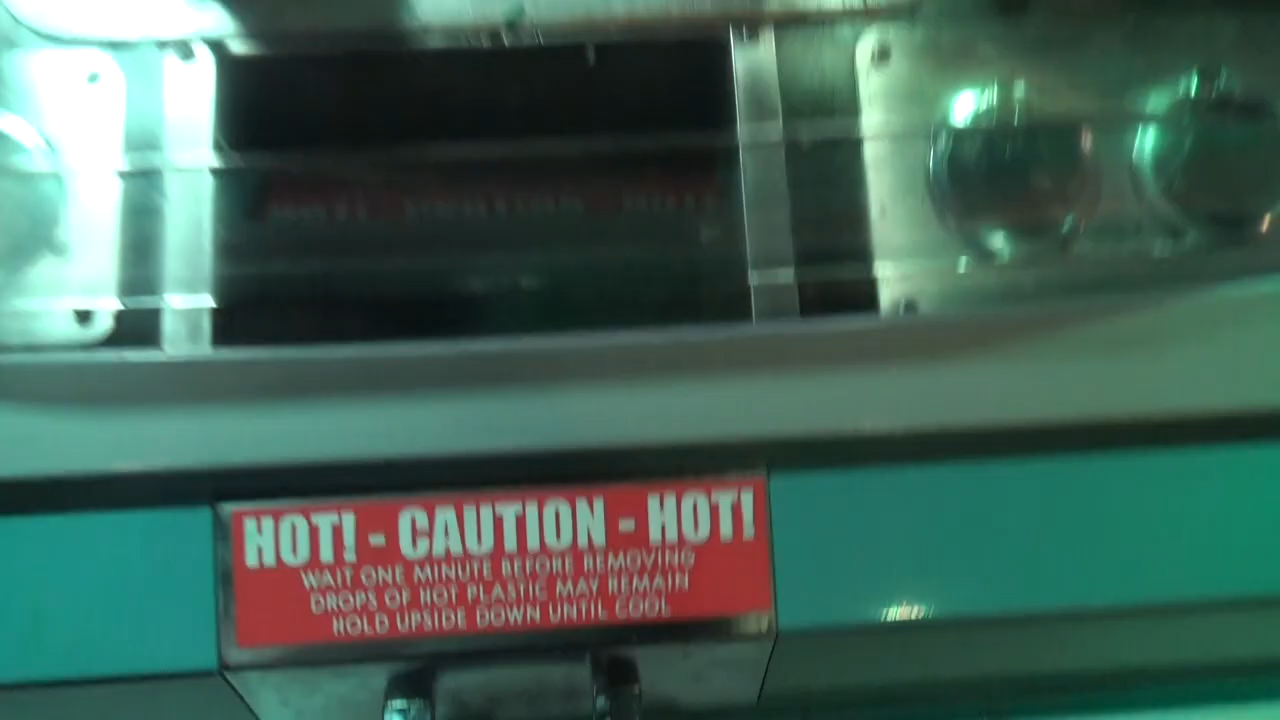 HOT! - CAUTION - HOT!
WAIT ONE MINUTE BEFORE REMOVING
DROPS OF HOT PLASTIC MAY REMAIN
HOLD UPSIDE DOWN UNTIL COOL